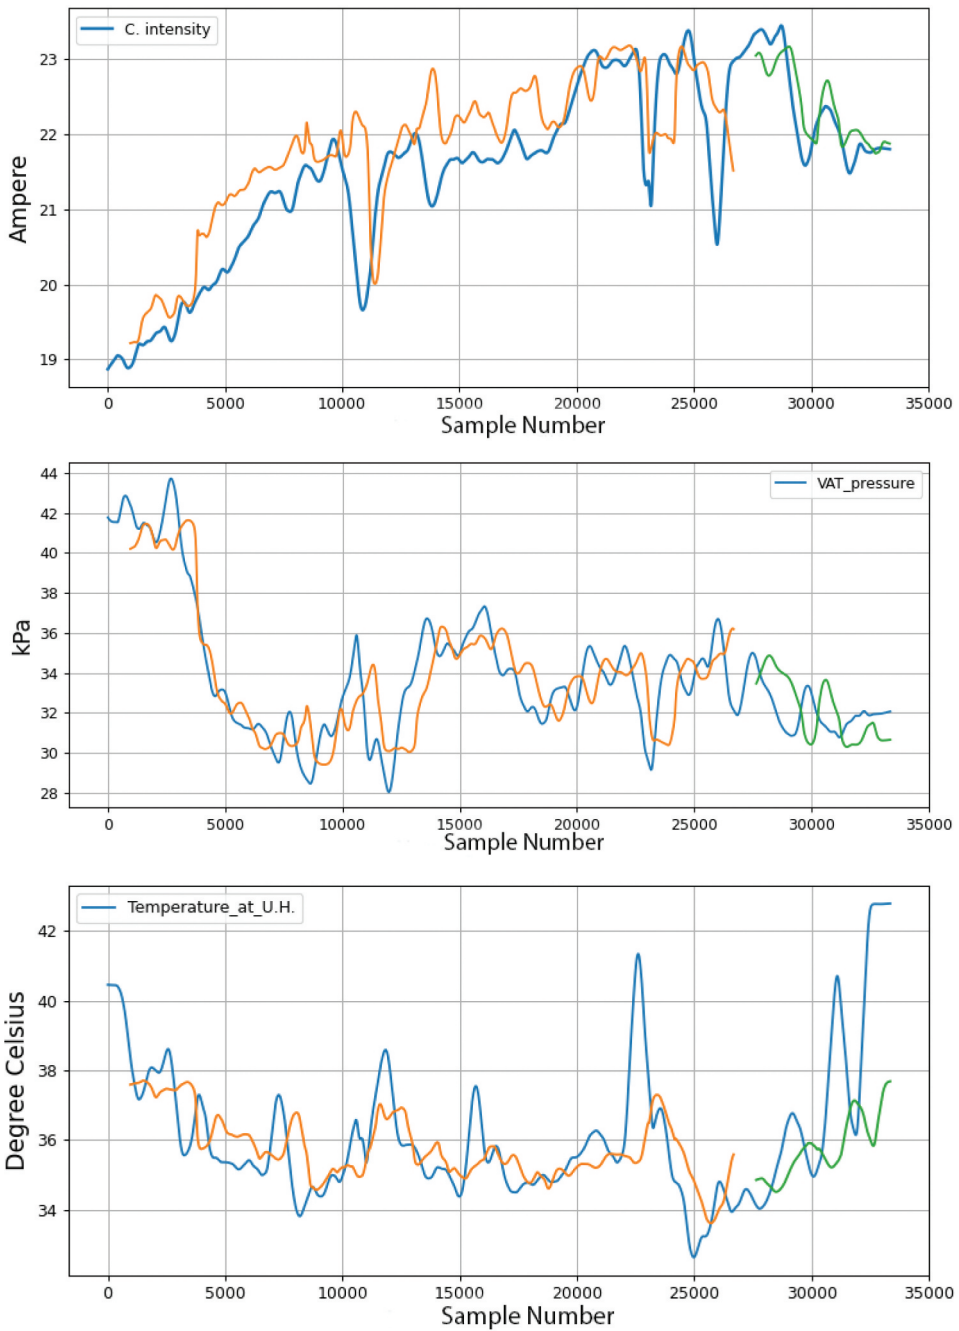 C. intensity
23
22
21
20
19
Ampere
0 5000 10000 15000 20000 25000 30000 35000
Sample Number
VAT_pressure
44
42
40
38
36
34
32
30
28
kPa
0 5000 10000 15000 20000 25000 30000 35000
Sample Number
Temperature_at_U.H.
42
40
38
36
34
Degree Celsius
0 5000 10000 15000 20000 25000 30000 35000
Sample Number